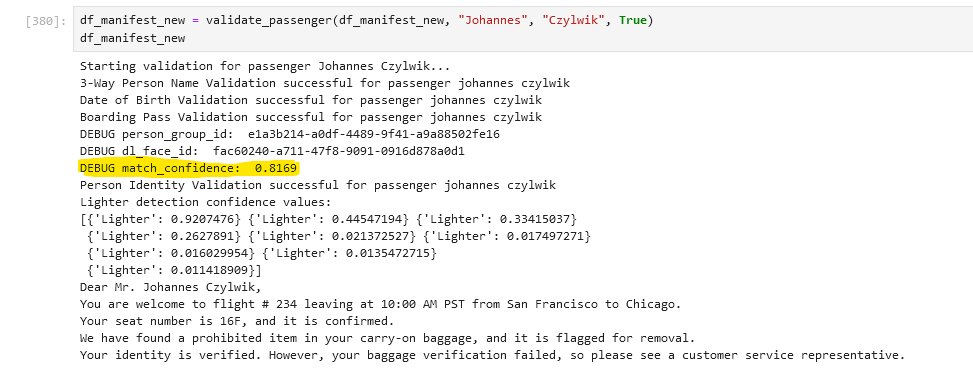 [380]: df_manifest_new = validate_passenger(df_manifest_new, "Johannes", "Czylwik", True)
df_manifest_new
Starting validation for passenger Johannes Czylwik...
3-Way Person Name Validation successful for passenger johannes czylwik
Date of Birth Validation successful for passenger johannes czylwik
Boarding Pass Validation successful for passenger johannes czylwik
DEBUG person_group_id:  e1a3b214-a0df-4489-9f41-a9a88502fe16
DEBUG dl_face_id:  fac60240-a711-47f8-9091-0916d878a0d1
DEBUG match_confidence:  0.8169
Person Identity Validation successful for passenger johannes czylwik
Lighter detection confidence values:
[{'Lighter': 0.9207476} {'Lighter': 0.44547194} {'Lighter': 0.33415037}
 {'Lighter': 0.2627891} {'Lighter': 0.021372527} {'Lighter': 0.017497271}
 {'Lighter': 0.016029954} {'Lighter': 0.0135472715}
 {'Lighter': 0.011418909}]
Dear Mr. Johannes Czylwik,
You are welcome to flight # 234 leaving at 10:00 AM PST from San Francisco to Chicago.
Your seat number is 16F, and it is confirmed.
We have found a prohibited item in your carry-on baggage, and it is flagged for removal.
Your identity is verified. However, your baggage verification failed, so please see a customer service representative.